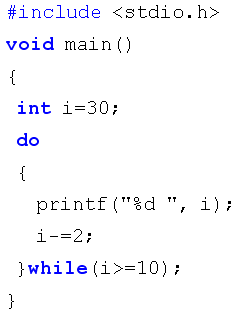 #include <stdio.h>
void main()
{
int i=30;
do
{
printf("%d ", i);
i-=2;
}while(i>=10);
}